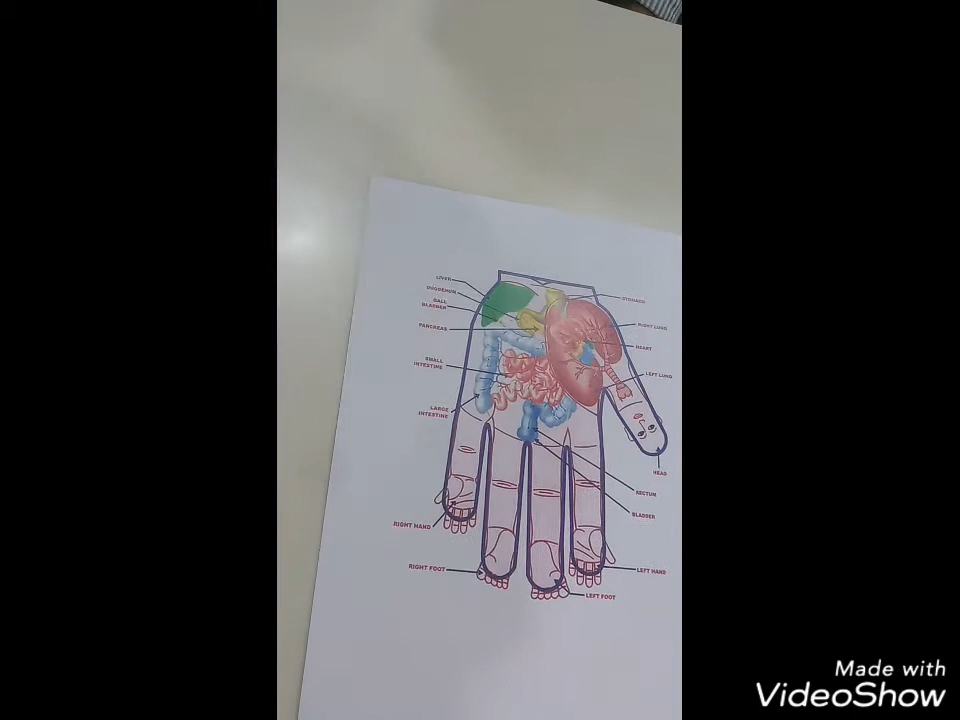 LIVER
DUODENUM
GALL
BLADDER
PANCREAS
SMALL
INTESTINE
LARGE
INTESTINE
RIGHT HAND
RIGHT FOOT
STOMACH
RIGHT LUNG
HEART
LEFT LUNG
HEAD
RECTUM
BLADDER
LEFT HAND
LEFT FOOT
Made with
VideoShow